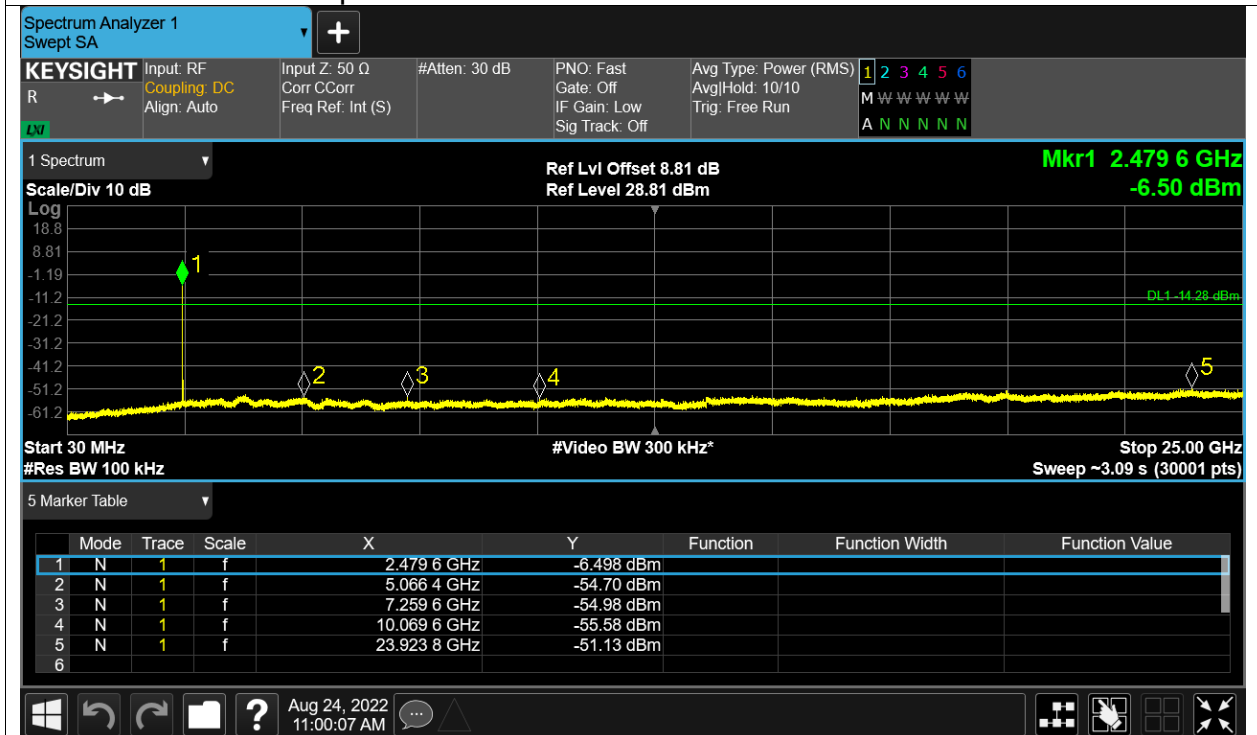 Spectrum Analyzer 1
Swept SA
+
KEYSIGHT Input: RF Input Z: 50 Ω #Atten: 30 dB PNO: Fast Avg Type: Power (RMS) 1 2 3 4 5 6
R Coupling: DC Corr CCorr Gate: Off Avg|Hold: 10/10
Align: Auto Freq Ref: Int (S) IF Gain: Low Trig: Free Run M W W W W W W
LXI Sig Track: Off A N N N N N N
1 Spectrum Ref Lvl Offset 8.81 dB Mkr1 2.479 6 GHz
Scale/Div 10 dB Ref Level 28.81 dBm -6.50 dBm
Log
18.8
8.81
1
-1.19
-11.2 DL1 -14.28 dBm
-21.2
-31.2
-41.2
2 3 4 5
-51.2
-61.2
Start 30 MHz #Video BW 300 kHz* Stop 25.00 GHz
#Res BW 100 kHz Sweep ~3.09 s (30001 pts)
5 Marker Table
Mode Trace Scale X Y Function Function Width Function Value
1 N 1 f 2.479 6 GHz -6.498 dBm
2 N 1 f 5.066 4 GHz -54.70 dBm
3 N 1 f 7.259 6 GHz -54.98 dBm
4 N 1 f 10.069 6 GHz -55.58 dBm
5 N 1 f 23.923 8 GHz -51.13 dBm
6
? Aug 24, 2022
11:00:07 AM